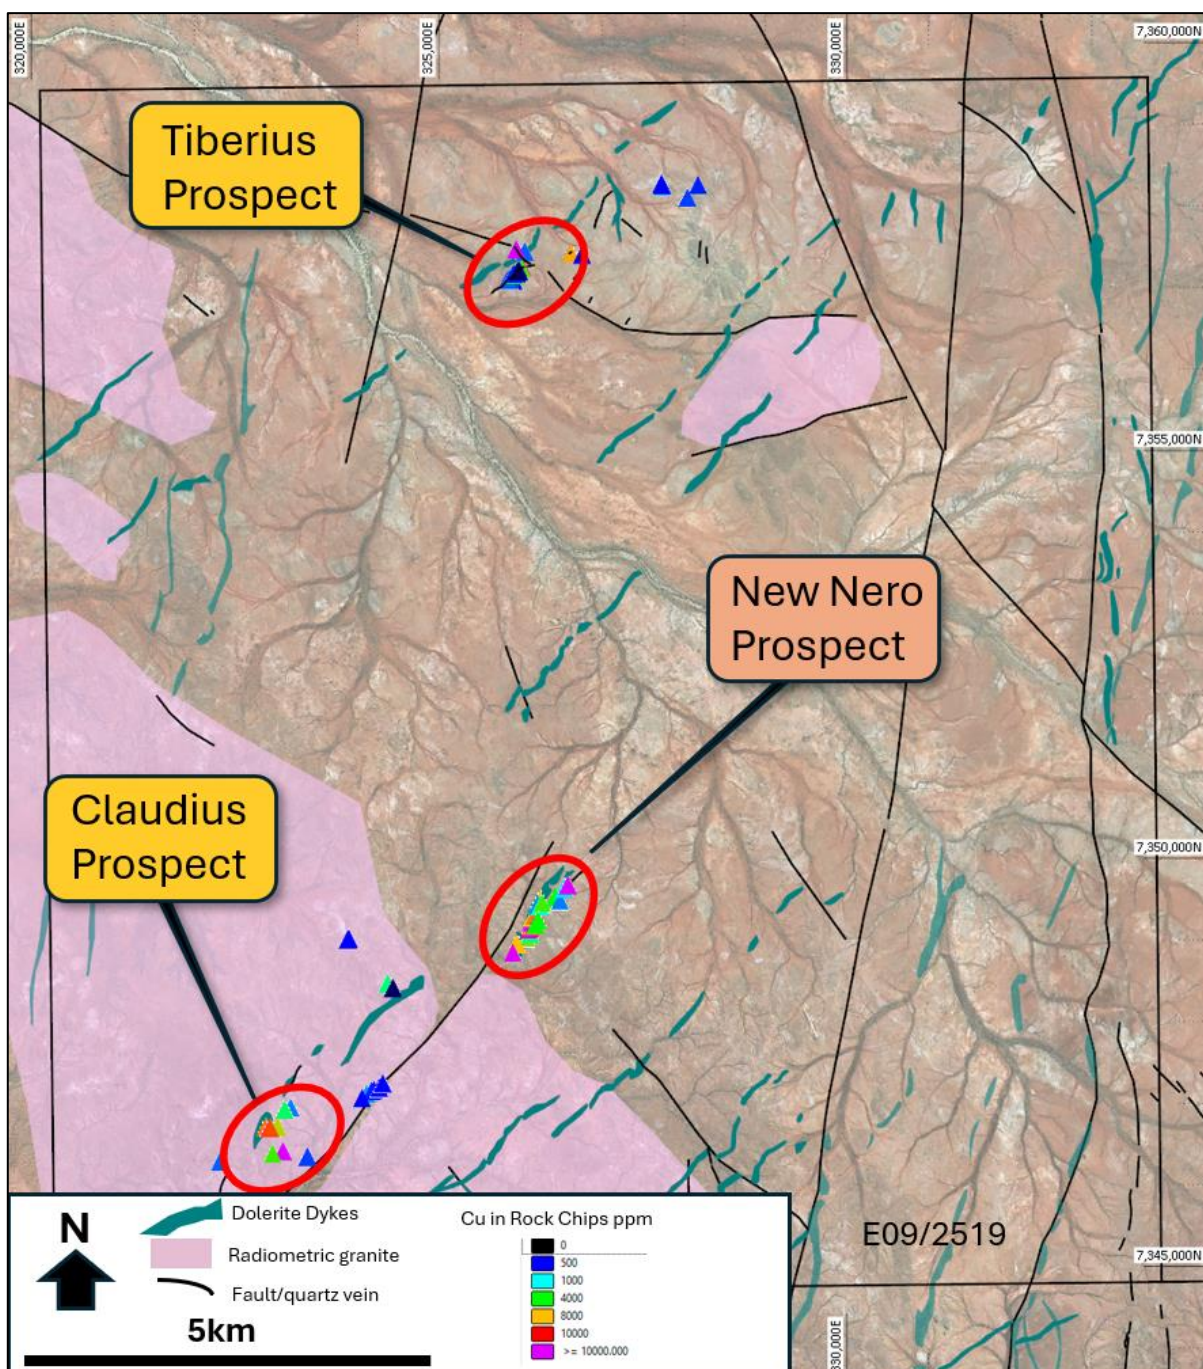 320,000E
325,000E
330,000E
7,360,000N
Tiberius
Prospect
7,355,000N
New Nero
Prospect
Claudius
Prospect
7,350,000N
E09/2519
7,345,000N
330,000E
N
Dolerite Dykes
Radiometric granite
Fault/quartz vein
5km
Cu in Rock Chips ppm
0
500
1000
4000
8000
10000
>= 10000.000